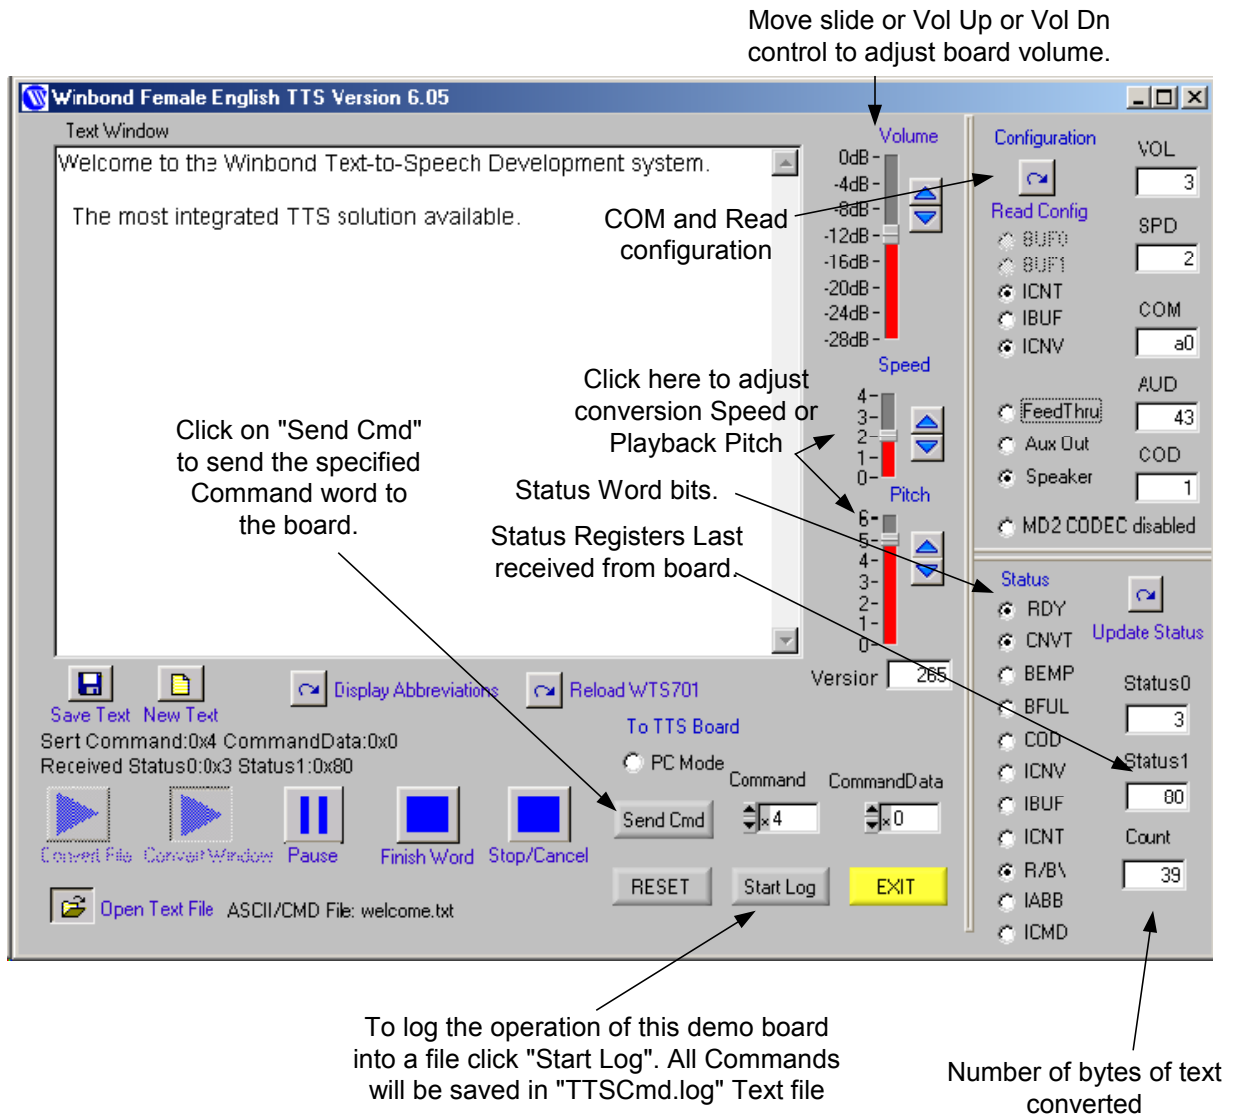 Move slide or Vol Up or Vol Dn
control to adjust board volume.
Winbond Female English TTS Version 6.05
Text Window
Welcome to the Winbond Text-to-Speech Development system.
The most integrated TTS solution available.
Volume
0dB
-4dB
-8dB
-12dB
-16dB
-20dB
-24dB
-28dB
COM and Read
configuration
Speed
4
3
2
1
0
Click here to adjust
conversion Speed or
Playback Pitch
Pitch
6
5
4
3
2
1
0
Click on "Send Cmd"
to send the specified
Command word to
the board.
Status Word bits.
Status Registers Last
received from board.
Configuration
Read Config
BUF0
BUF1
ICNT
IBUF
ICNV
FeedThru
Aux Out
Speaker
MD2 CODEC disabled
VOL
3
SPD
2
COM
a0
AUD
43
COD
1
Status
RDY
CNVT
BEMP
BFUL
COD
ICNV
IBUF
ICNT
R/B\
IABB
ICMD
Update Status
Status0
3
Status1
80
Count
39
Version 265
Save Text
New Text
Display Abbreviations
Reload WTS701
Sert Command:0x4 CommandData:0x0
Received Status0:0x3 Status1:0x80
To TTS Board
PC Mode
Command
CommandData
Send Cmd
x 4
x 0
Convert File
Convert Window
Pause
Finish Word
Stop/Cancel
RESET
Start Log
EXIT
Open Text File
ASCII/CMD File: welcome.txt
To log the operation of this demo board
into a file click "Start Log". All Commands
will be saved in "TTSCmd.log" Text file
Number of bytes of text
converted